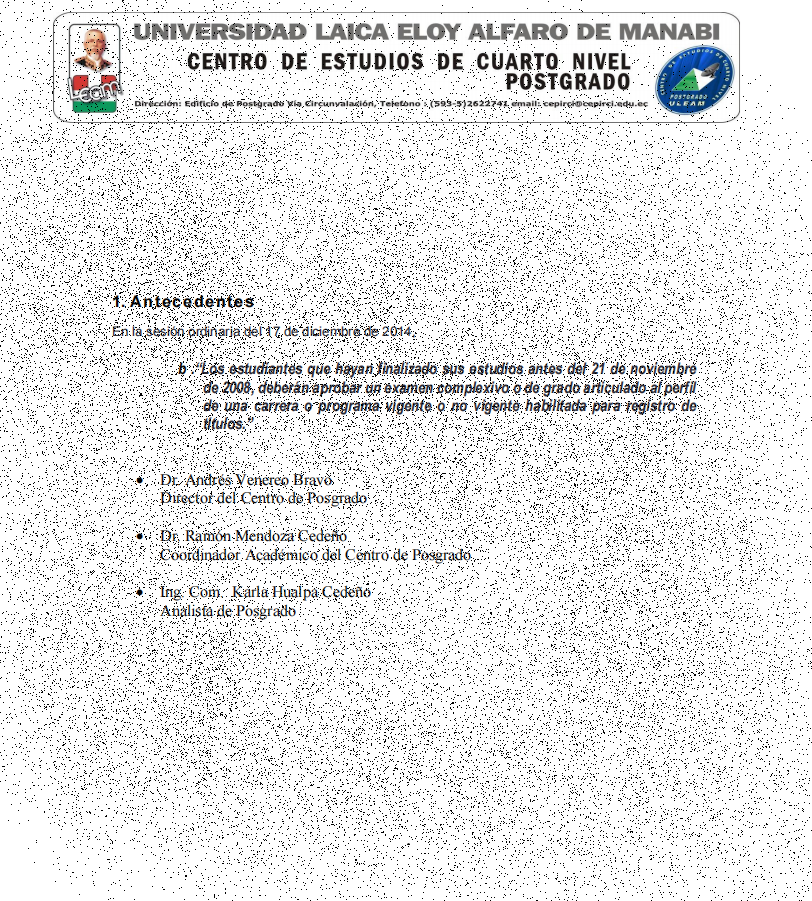 UNIVERSIDAD LAICA ELOY ALFARO DE MANABI
CENTRO DE ESTUDIOS DE CUARTO NIVEL
POSTGRADO
Dirección: Edificio de Postgrado Vía Circunvalación, Teléfono: (593-5)2622741 email: cepirci@cepirci.edu.ec
POSTGRADO
ULEAM
1. Antecedentes
En la sesión ordinaria del 17 de diciembre de 2014,
b. "Los estudiantes que hayan finalizado sus estudios antes del 21 de noviembre
de 2008, deberán aprobar un examen complexivo o de grado articulado al perfil
de una carrera o programa vigente o no vigente habilitada para registro de
títulos."
• Dr. Andrés Venereo Bravo
Director del Centro de Posgrado
• Dr. Ramón Mendoza Cedeño
Coordinador Académico del Centro de Posgrado
• Ing. Com. Karla Hualpa Cedeño
Analista de Posgrado